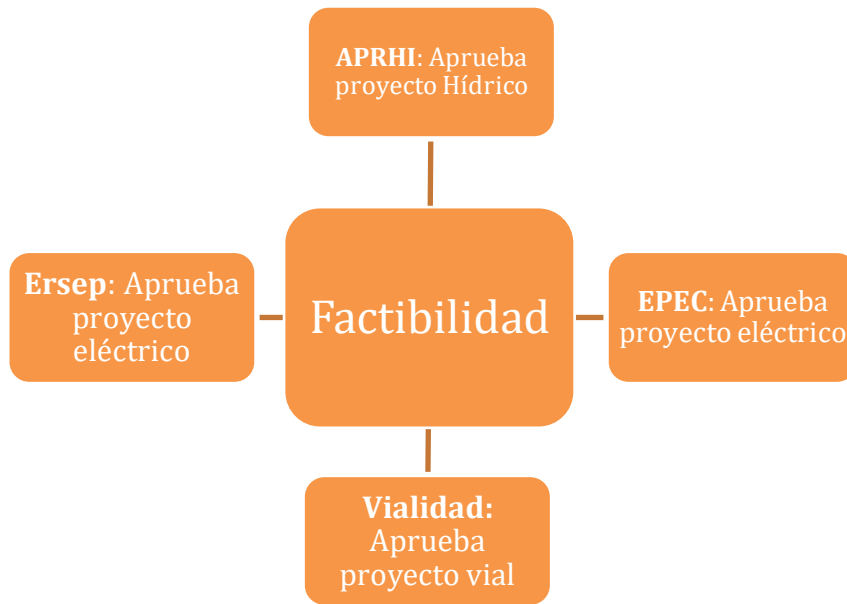 APRHI: Aprueba
proyecto Hídrico
Ersep: Aprueba
proyecto
eléctrico
Factibilidad
EPEC: Aprueba
proyecto eléctrico
Vialidad:
Aprueba
proyecto vial